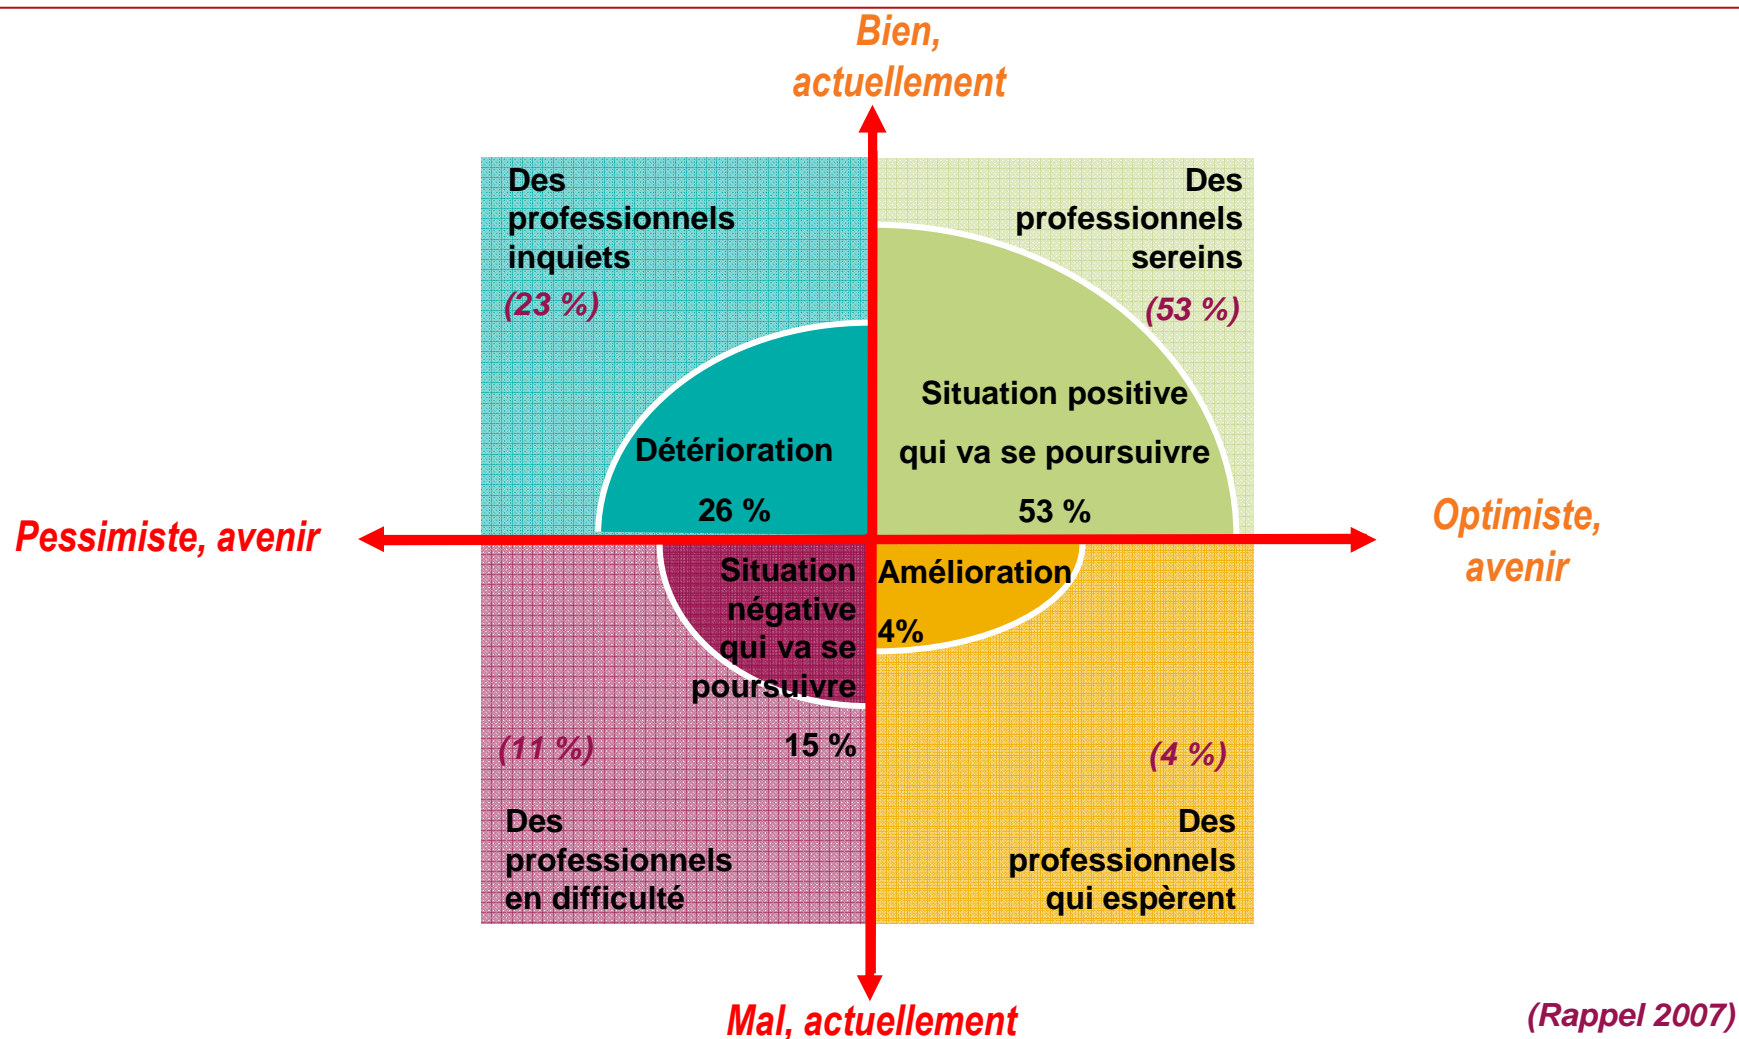 Bien,
actuellement
Des
professionnels
inquiets
(23 %)
Des
professionnels
sereins
(53 %)
Détérioration
26 %
Situation positive
qui va se poursuivre
53 %
Pessimiste, avenir
Optimiste,
avenir
Situation
négative
qui va se
poursuivre
15 %
(11 %)
Des
professionnels
en difficulté
Amélioration
4%
(4 %)
Des
professionnels
qui espèrent
Mal, actuellement
(Rappel 2007)